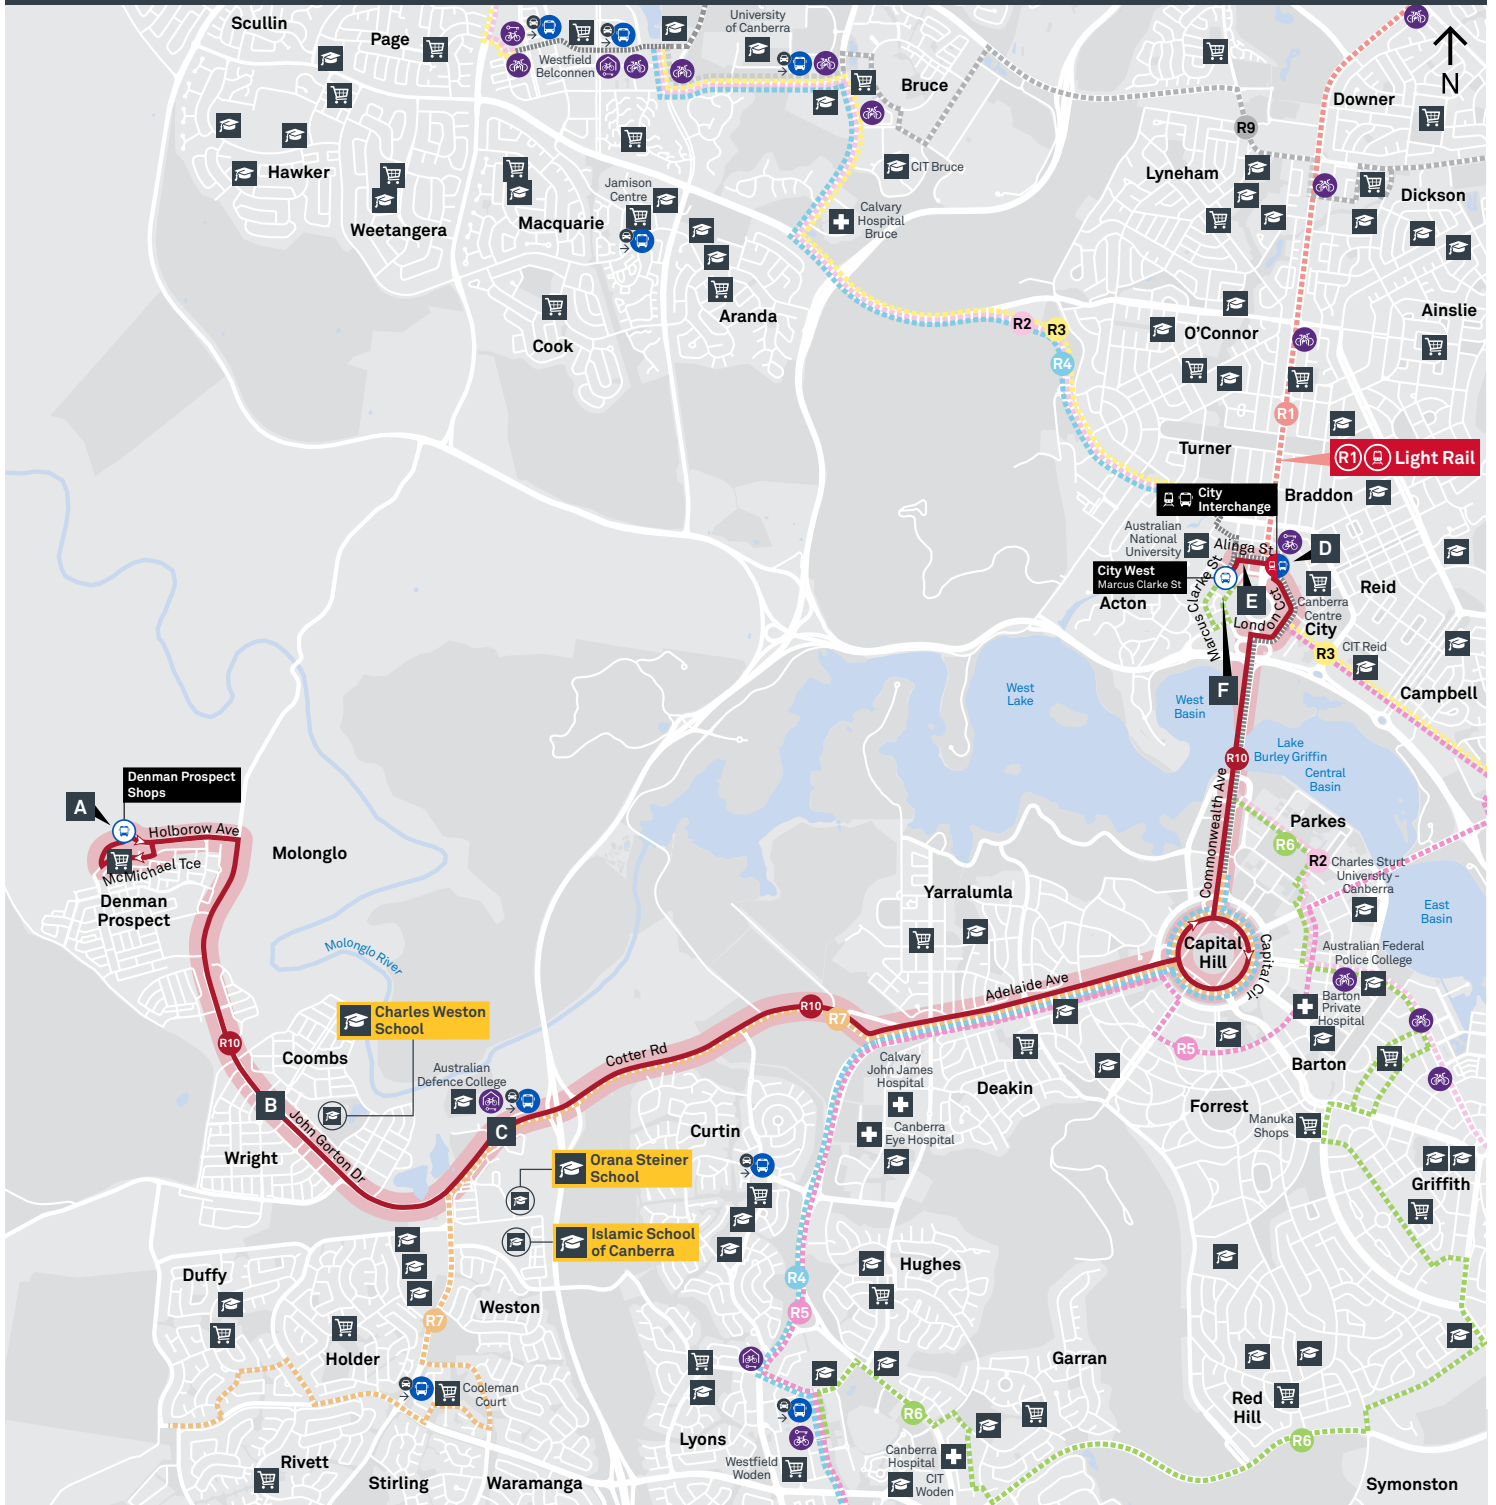 Scullin
Page
Westfield
Belconnen
University
of Canberra
Bruce
N
Downer
R9
Hawker
Weetangera
Macquarie
Jamison
Centre
CIT Bruce
Calvary
Hospital
Bruce
Lyneham
Dickson
Aranda
Cook
R2
R3
R4
O'Connor
Ainslie
R1
Turner
R1 Light Rail
City
Interchange
Braddon
Australian
National
University
Alinga St
D
City West
Marcus Clarke St
Acton
Marcus Clarke St
E
London Cct
Canberra
Centre
City
Reid
R3
CIT Reid
F
Campbell
West
Lake
West
Basin
R10
Lake
Burley Griffin
Central
Basin
Commonwealth Ave
Parkes
R6
R2
Charles Sturt
University -
Canberra
East
Basin
A
Denman Prospect
Shops
Holborow Ave
McMichael Tce
Denman
Prospect
Molonglo
Molonglo River
Yarralumla
Capital
Hill
Capital Cir
Australian Federal
Police College
Barton
Private
Hospital
Adelaide Ave
R10
R7
R5
Barton
Charles Weston
School
R10
Coombs
Cotter Rd
Australian
Defence College
Calvary
John James
Hospital
Deakin
Forrest
Manuka
Shops
B
John Gorton Dr
C
Wright
Curtin
Canberra
Eye Hospital
Orana Steiner
School
Griffith
Islamic School
of Canberra
Duffy
Hughes
R4
R5
Weston
R7
Holder
Garran
Cooleman
Court
Red
Hill
R6
R6
Lyons
Westfield
Woden
Canberra
Hospital
CIT
Woden
Rivett
Stirling
Waramanga
Symonston